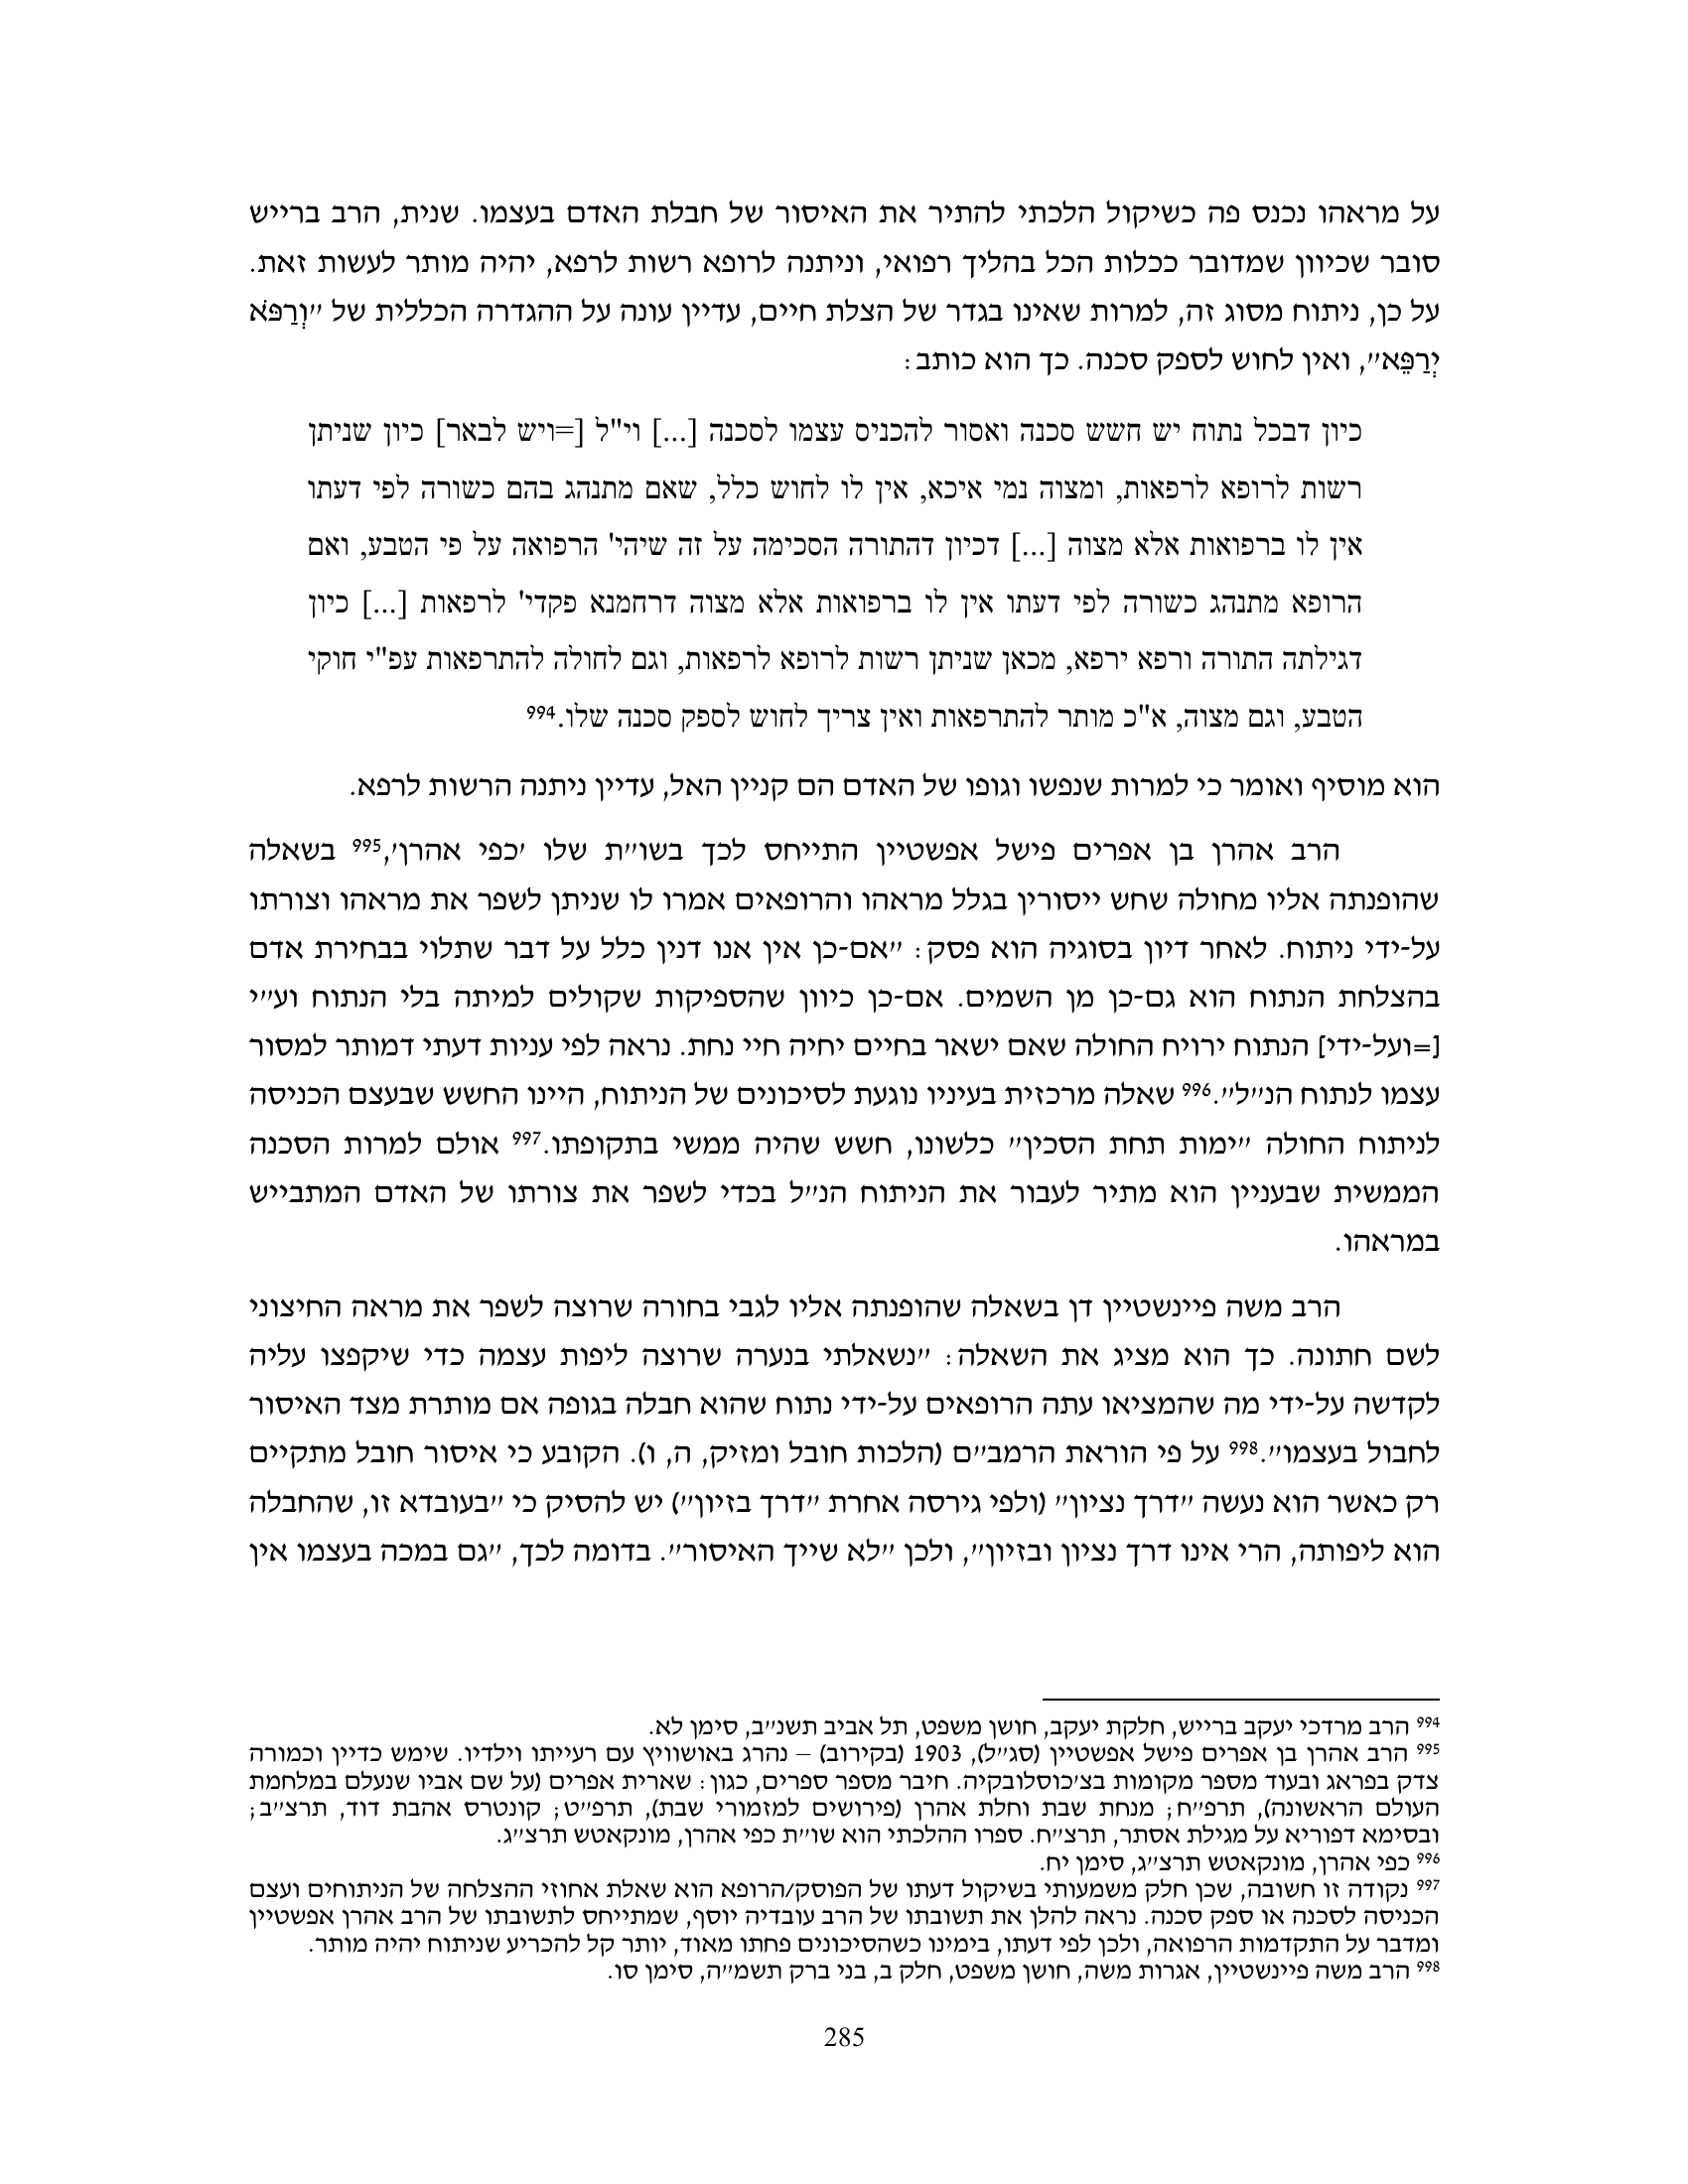 על מראהו נכנס פה כשיקול הלכתי להתיר את האיסור של חבלת האדם בעצמו. שנית, הרב ברייש
סובר שכיוון שמדובר ככלות הכל בהליך רפואי, וניתנה לרופא רשות לרפא, יהיה מותר לעשות זאת.
על כן, ניתוח מסוג זה, למרות שאינו בגדר של הצלת חיים, עדיין עונה על ההגדרה הכללית של ״וְרַפֹּא
יְרַפֵּא״, ואין לחוש לספק סכנה. כך הוא כותב:
כיון דבכל נתוח יש חשש סכנה ואסור להכניס עצמו לסכנה [...] וי"ל [=ויש לבאר] כיון שניתן
רשות לרופא לרפאות, ומצוה נמי איכא, אין לו לחוש כלל, שאם מתנהג בהם כשורה לפי דעתו
אין לו ברפואות אלא מצוה [...] דכיון דהתורה הסכימה על זה שיהי' הרפואה על פי הטבע, ואם
הרופא מתנהג כשורה לפי דעתו אין לו ברפואות אלא מצוה דרחמנא פקדי' לרפאות [...] כיון
דגילתה התורה ורפא ירפא, מכאן שניתן רשות לרופא לרפאות, וגם לחולה להתרפאות עפ"י חוקי
הטבע, וגם מצוה, א"כ מותר להתרפאות ואין צריך לחוש לספק סכנה שלו.994
הוא מוסיף ואומר כי למרות שנפשו וגופו של האדם הם קניין האל, עדיין ניתנה הרשות לרפא.
הרב אהרן בן אפרים פישל אפשטיין התייחס לכך בשו״ת שלו ׳כפי אהרן׳,995 בשאלה
שהופנתה אליו מחולה שחש ייסורין בגלל מראהו והרופאים אמרו לו שניתן לשפר את מראהו וצורתו
על-ידי ניתוח. לאחר דיון בסוגיה הוא פסק: ״אם-כן אין אנו דנין כלל על דבר שתלוי בבחירת אדם
בהצלחת הנתוח הוא גם-כן מן השמים. אם-כן כיוון שהספיקות שקולים למיתה בלי הנתוח וע״י
[=ועל-ידי] הנתוח ירויח החולה שאם ישאר בחיים יחיה חיי נחת. נראה לפי עניות דעתי דמותר למסור
עצמו לנתוח הנ״ל״.996 שאלה מרכזית בעיניו נוגעת לסיכונים של הניתוח, היינו החשש שבעצם הכניסה
לניתוח החולה ״ימות תחת הסכין״ כלשונו, חשש שהיה ממשי בתקופתו.997 אולם למרות הסכנה
הממשית שבעניין הוא מתיר לעבור את הניתוח הנ״ל בכדי לשפר את צורתו של האדם המתבייש
במראהו.
הרב משה פיינשטיין דן בשאלה שהופנתה אליו לגבי בחורה שרוצה לשפר את מראה החיצוני
לשם חתונה. כך הוא מציג את השאלה: ״נשאלתי בנערה שרוצה ליפות עצמה כדי שיקפצו עליה
לקדשה על-ידי מה שהמציאו עתה הרופאים על-ידי נתוח שהוא חבלה בגופה אם מותרת מצד האיסור
לחבול בעצמו״.998 על פי הוראת הרמב״ם (הלכות חובל ומזיק, ה, ו). הקובע כי איסור חובל מתקיים
רק כאשר הוא נעשה ״דרך נציון״ (ולפי גירסה אחרת ״דרך בזיון״) יש להסיק כי ״בעובדא זו, שהחבלה
הוא ליפותה, הרי אינו דרך נציון ובזיון״, ולכן ״לא שייך האיסור״. בדומה לכך, ״גם במכה בעצמו אין
994 הרב מרדכי יעקב ברייש, חלקת יעקב, חושן משפט, תל אביב תשנ״ב, סימן לא.
995 הרב אהרן בן אפרים פישל אפשטיין (סג״ל), 1903 (בקירוב) – נהרג באושוויץ עם רעייתו וילדיו. שימש כדיין וכמורה
צדק בפראג ובעוד מספר מקומות בצ׳כוסלובקיה. חיבר מספר ספרים, כגון: שארית אפרים (על שם אביו שנעלם במלחמת
העולם הראשונה), תרפ״ח; מנחת שבת וחלת אהרן (פירושים למזמורי שבת), תרפ״ט; קונטרס אהבת דוד, תרצ״ב;
ובסימא דפוריא על מגילת אסתר, תרצ״ח. ספרו ההלכתי הוא שו״ת כפי אהרן, מונקאטש תרצ״ג.
996 כפי אהרן, מונקאטש תרצ״ג, סימן יח.
997 נקודה זו חשובה, שכן חלק משמעותי בשיקול דעתו של הפוסק/הרופא הוא שאלת אחוזי ההצלחה של הניתוחים ועצם
הכניסה לסכנה או ספק סכנה. נראה להלן את תשובתו של הרב עובדיה יוסף, שמתייחס לתשובתו של הרב אהרן אפשטיין
ומדבר על התקדמות הרפואה, ולכן לפי דעתו, בימינו כשהסיכונים פחתו מאוד, יותר קל להכריע שניתוח יהיה מותר.
998 הרב משה פיינשטיין, אגרות משה, חושן משפט, חלק ב, בני ברק תשמ״ה, סימן סו.
285